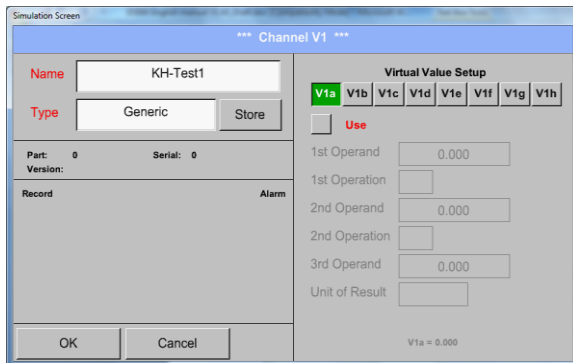 Simulation Screen
*** Channel V1 ***
Name
KH-Test1
Type
Generic
Store
Part: 0 Serial: 0
Version:
Record Alarm
OK
Cancel
Virtual Value Setup
V1a V1b V1c V1d V1e V1f V1g V1h
Use
1st Operand 0.000
1st Operation
2nd Operand 0.000
2nd Operation
3rd Operand 0.000
Unit of Result
V1a = 0.000